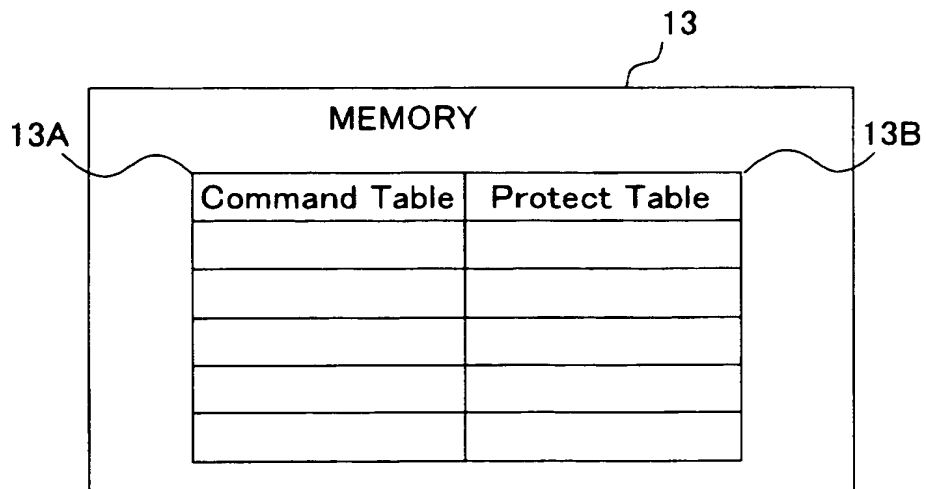 13
MEMORY
13A
13B
Command Table
Protect Table